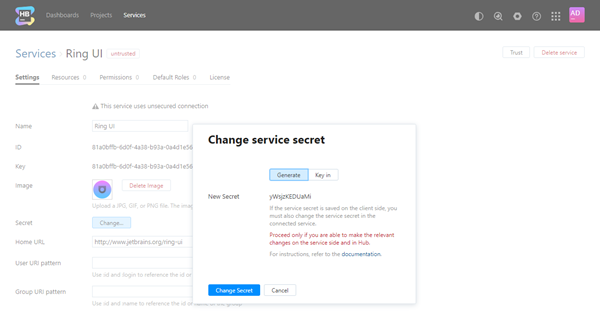 HB
Dashboards
Projects
Services
AD
Services
Ring UI
untrusted
Trust
Delete service
Settings
Resources 0
Permissions 0
Default Roles 0
License
This service uses unsecured connection
Name
Ring UI
ID
81a0bffb-6d0f-4a38-b93a-0a4d1e56
Key
81a0bffb-6d0f-4a38-b93a-0a4d1e56
Image
Delete Image
Upload a JPG, GIF, or PNG file. The ima
Secret
Change...
Home URL
http://www.jetbrains.org/ring-ui
User URI pattern
Use id and login to reference the id or
Group URI pattern
Use id and name to reference the id or name of the group
Change service secret
Generate
Key in
New Secret
yWsjzKEDUaMi
If the service secret is saved on the client side, you
must also change the service secret in the
connected service.
Proceed only if you are able to make the relevant
changes on the service side and in Hub.
For instructions, refer to the documentation.
Change Secret
Cancel